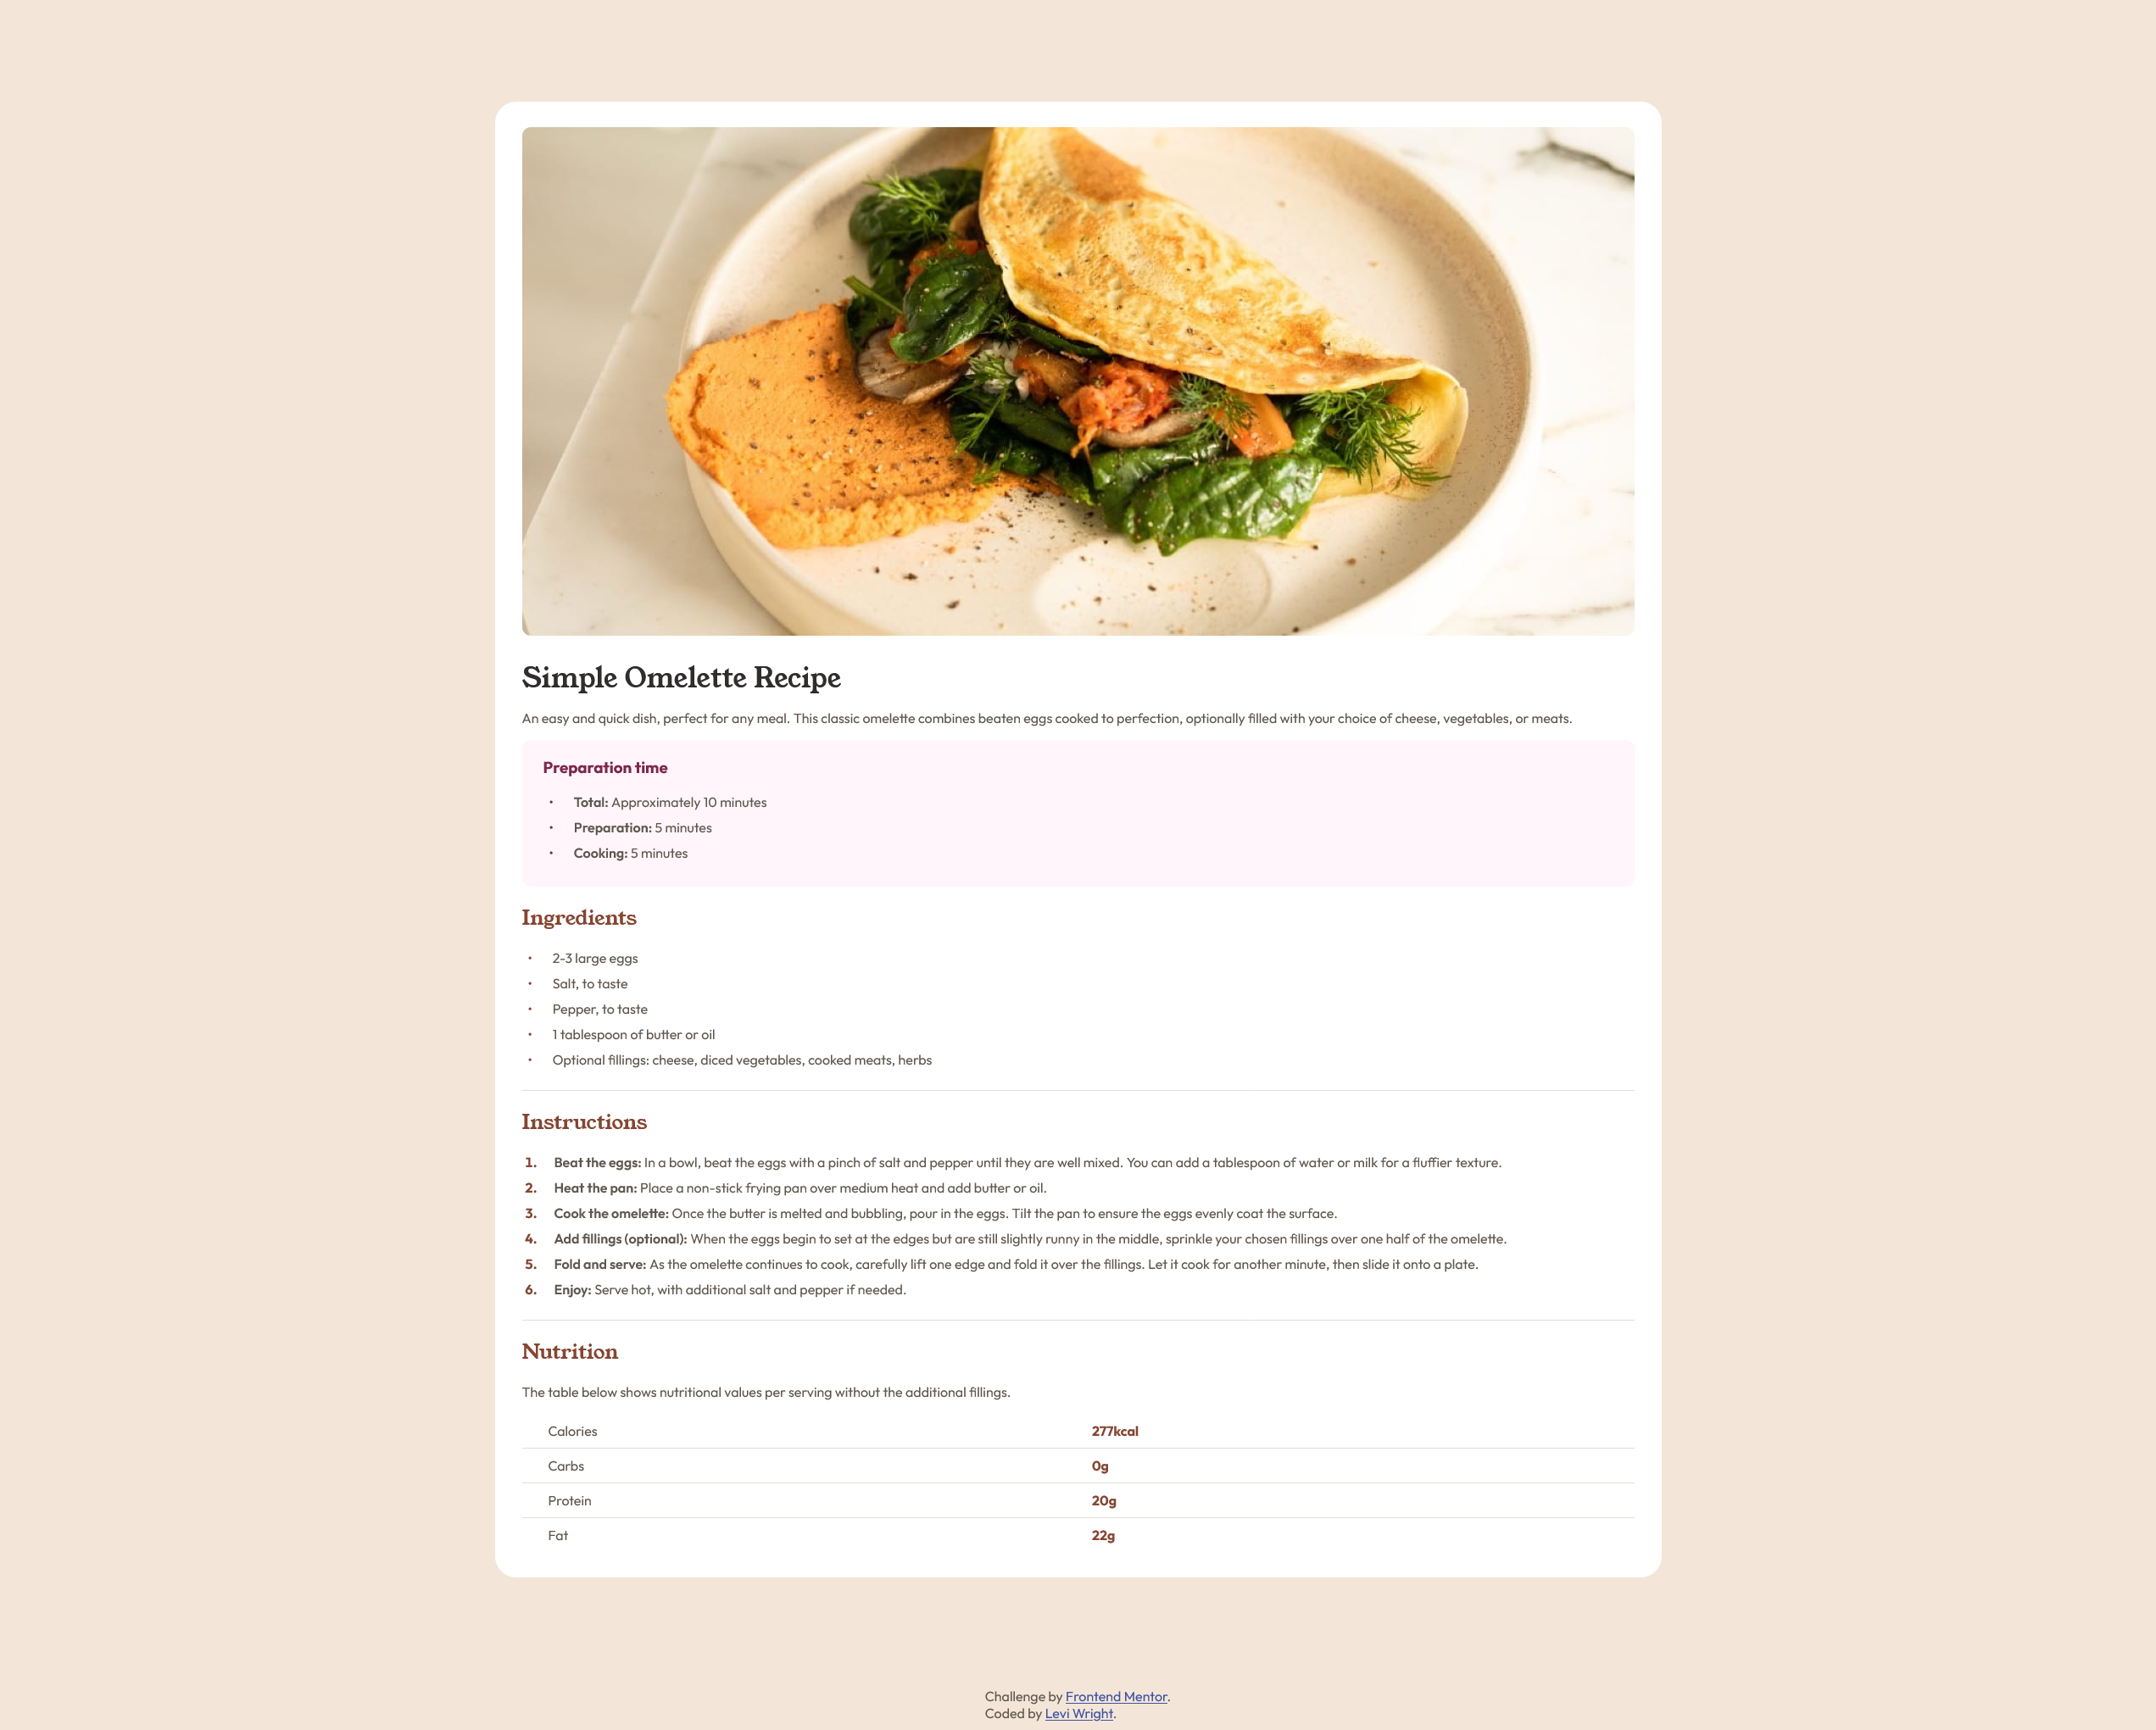 Simple Omelette Recipe
An easy and quick dish, perfect for any meal. This classic omelette combines beaten eggs cooked to perfection, optionally filled with your choice of cheese, vegetables, or meats.
Preparation time
• Total: Approximately 10 minutes
• Preparation: 5 minutes
• Cooking: 5 minutes
Ingredients
• 2-3 large eggs
• Salt, to taste
• Pepper, to taste
• 1 tablespoon of butter or oil
• Optional fillings: cheese, diced vegetables, cooked meats, herbs
Instructions
1. Beat the eggs: In a bowl, beat the eggs with a pinch of salt and pepper until they are well mixed. You can add a tablespoon of water or milk for a fluffier texture.
2. Heat the pan: Place a non-stick frying pan over medium heat and add butter or oil.
3. Cook the omelette: Once the butter is melted and bubbling, pour in the eggs. Tilt the pan to ensure the eggs evenly coat the surface.
4. Add fillings (optional): When the eggs begin to set at the edges but are still slightly runny in the middle, sprinkle your chosen fillings over one half of the omelette.
5. Fold and serve: As the omelette continues to cook, carefully lift one edge and fold it over the fillings. Let it cook for another minute, then slide it onto a plate.
6. Enjoy: Serve hot, with additional salt and pepper if needed.
Nutrition
The table below shows nutritional values per serving without the additional fillings.
Calories 277kcal
Carbs 0g
Protein 20g
Fat 22g
Challenge by Frontend Mentor.
Coded by Levi Wright.